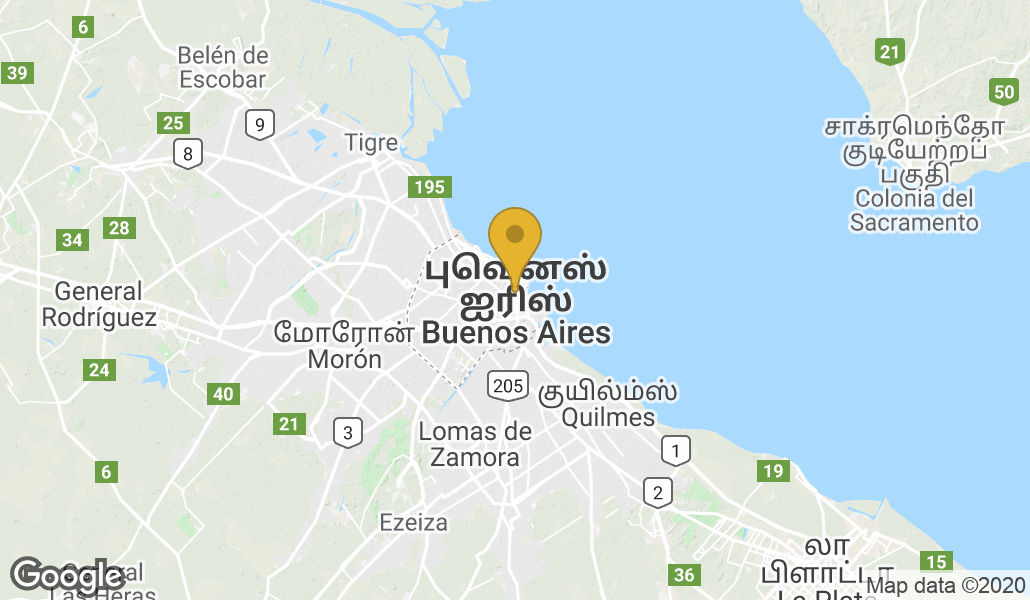 6
Belén de
Escobar
39
21
50
25
9
8
Tigre
சாக்ரமெந்தோ
குடியேற்றப்
பகுதி
Colonia del
Sacramento
195
28
34
புவெனஸ்
ஐரிஸ்
Buenos Aires
General
Rodríguez
மோரோன்
Morón
24
40
205
குயில்ம்ஸ்
Quilmes
21
3
Lomas de
Zamora
1
6
19
2
Ezeiza
லா
பிளாட்டா
La Plata
15
36
General
Las Heras
Google
Map data ©2020